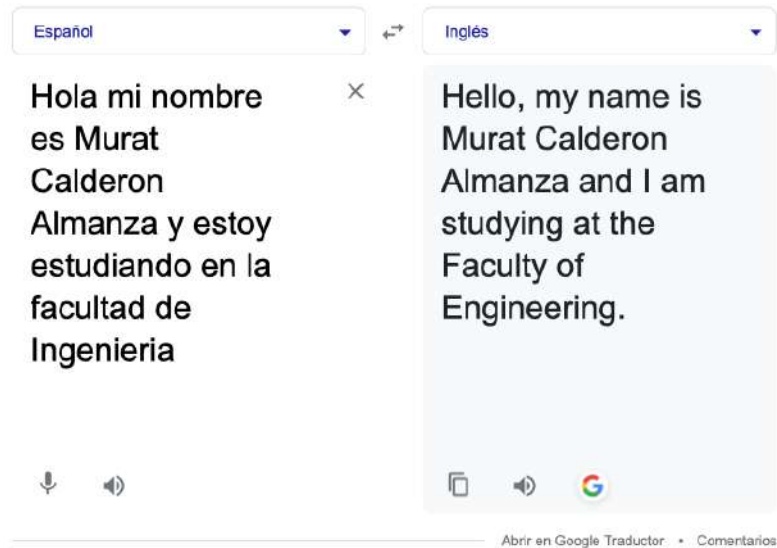 Español
Inglés
Hola mi nombre
es Murat
Calderon
Almanza y estoy
estudiando en la
facultad de
Ingenieria
Hello, my name is
Murat Calderon
Almanza and I am
studying at the
Faculty of
Engineering.
Abrir en Google Traductor • Comentarios